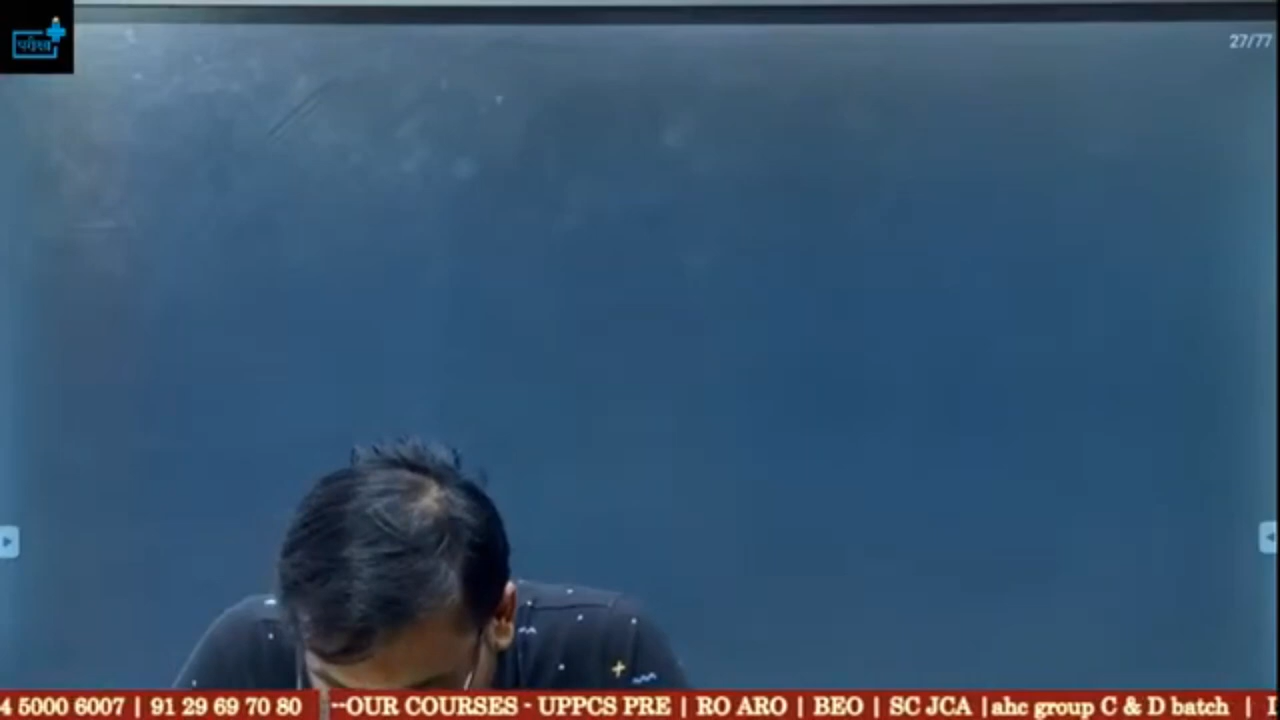 परीक्षा
27/77
4 5000 6007 | 91 29 69 70 80 --OUR COURSES - UPPCS PRE | RO ARO | BEO | SC JCA |ahc group C & D batch |